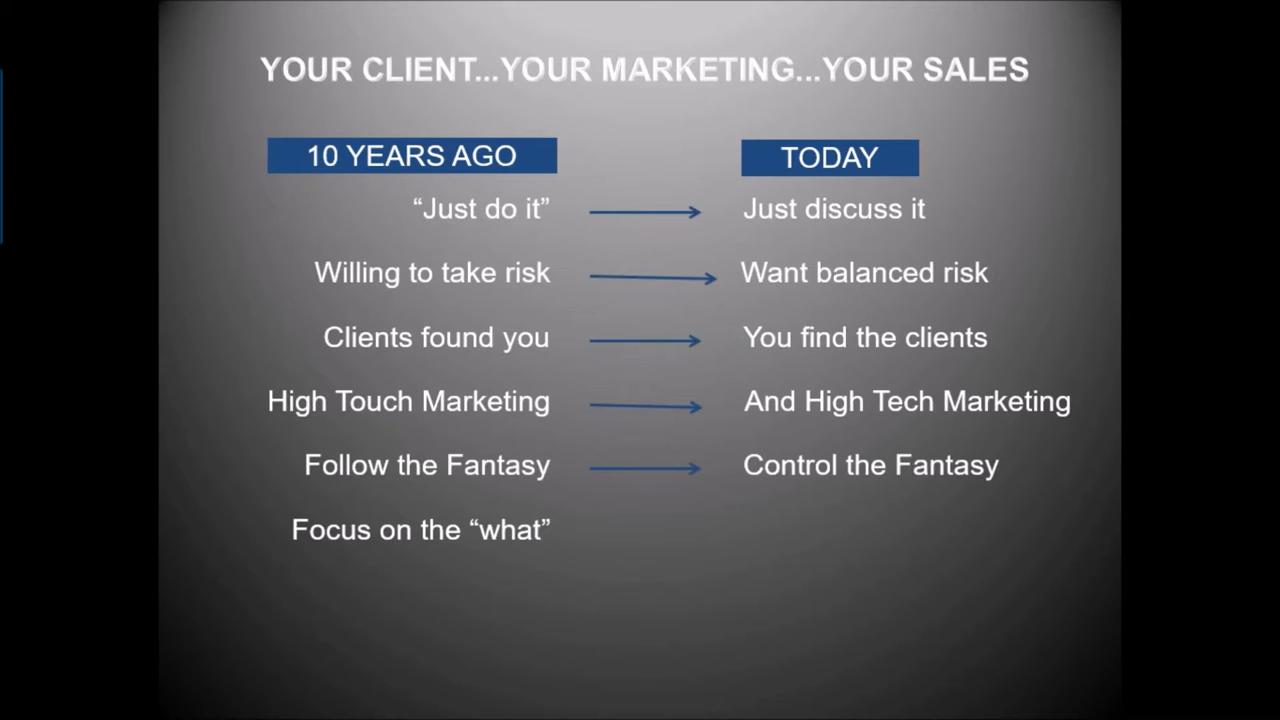 YOUR CLIENT...YOUR MARKETING...YOUR SALES
10 YEARS AGO TODAY
“Just do it” Just discuss it
Willing to take risk Want balanced risk
Clients found you You find the clients
High Touch Marketing And High Tech Marketing
Follow the Fantasy Control the Fantasy
Focus on the “what”